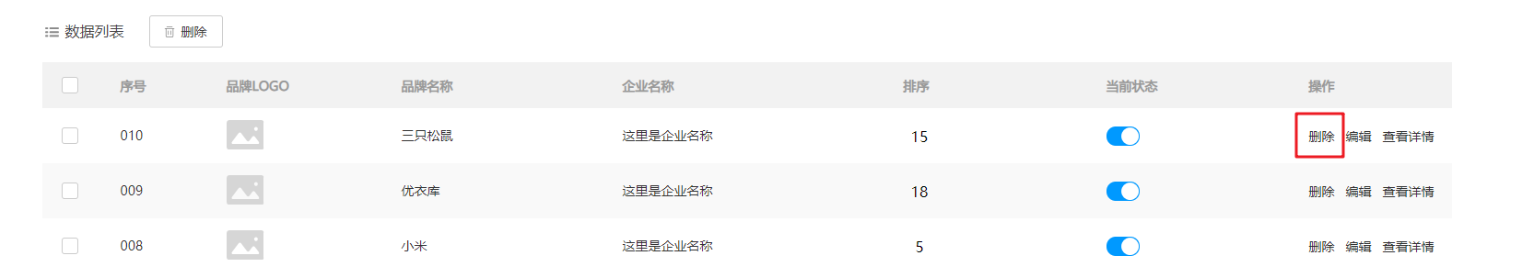 数据列表 删除
序号 品牌LOGO 品牌名称 企业名称 排序 当前状态 操作
010 三只松鼠 这里是企业名称 15 删除 编辑 查看详情
009 优衣库 这里是企业名称 18 删除 编辑 查看详情
008 小米 这里是企业名称 5 删除 编辑 查看详情